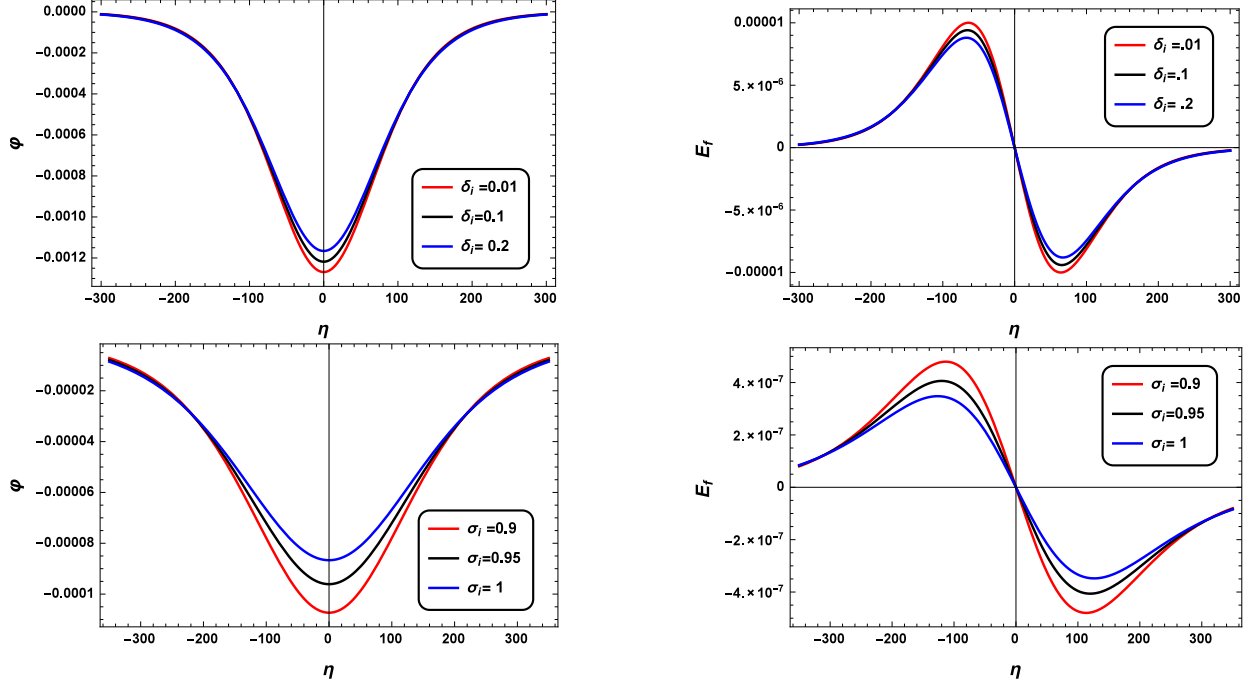 0.0000
-0.0002
-0.0004
-0.0006
-0.0008
-0.0010
-0.0012
φ
δi =0.01
δi =0.1
δi = 0.2
-300 -200 -100 0 100 200 300
η
0.00001
5.×10-6
0
-5.×10-6
-0.00001
Ef
δi =.01
δi =.1
δi = .2
-300 -200 -100 0 100 200 300
η
-0.00002
-0.00004
-0.00006
-0.00008
-0.0001
φ
σi =0.9
σi =0.95
σi = 1
-300 -200 -100 0 100 200 300
η
4.×10-7
2.×10-7
0
-2.×10-7
-4.×10-7
Ef
σi =0.9
σi =0.95
σi = 1
-300 -200 -100 0 100 200 300
η